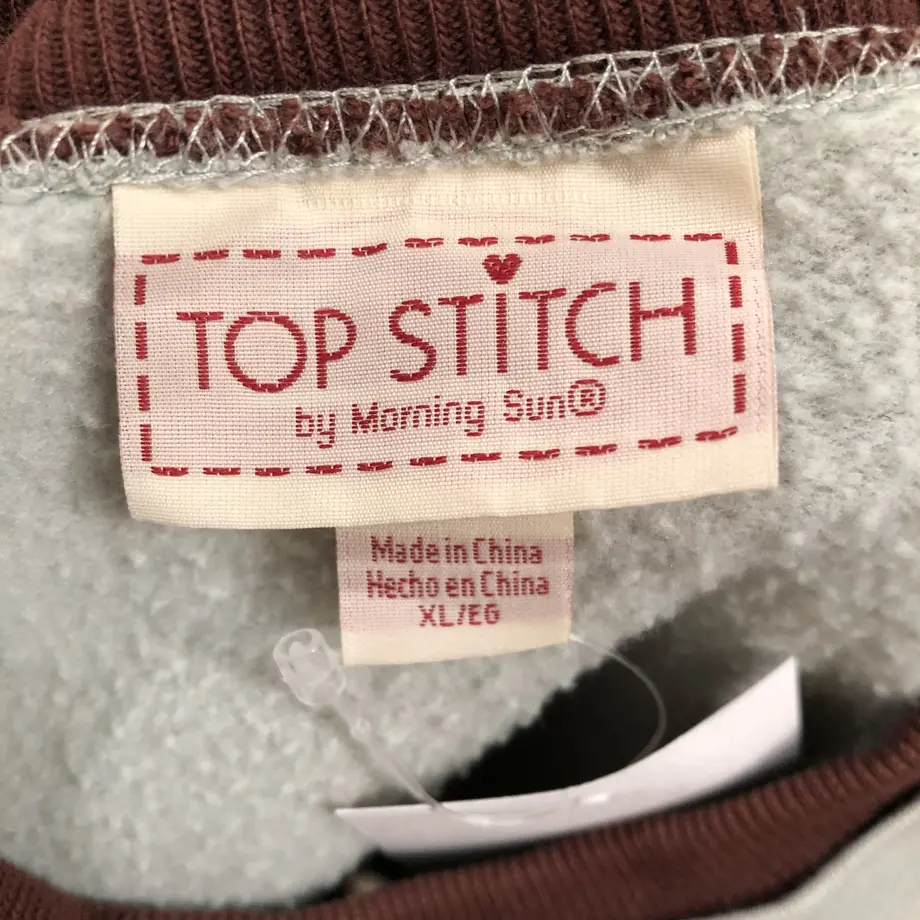 TOP STITCH
by Morning Sun®
Made in China
Hecho en China
XL/EG